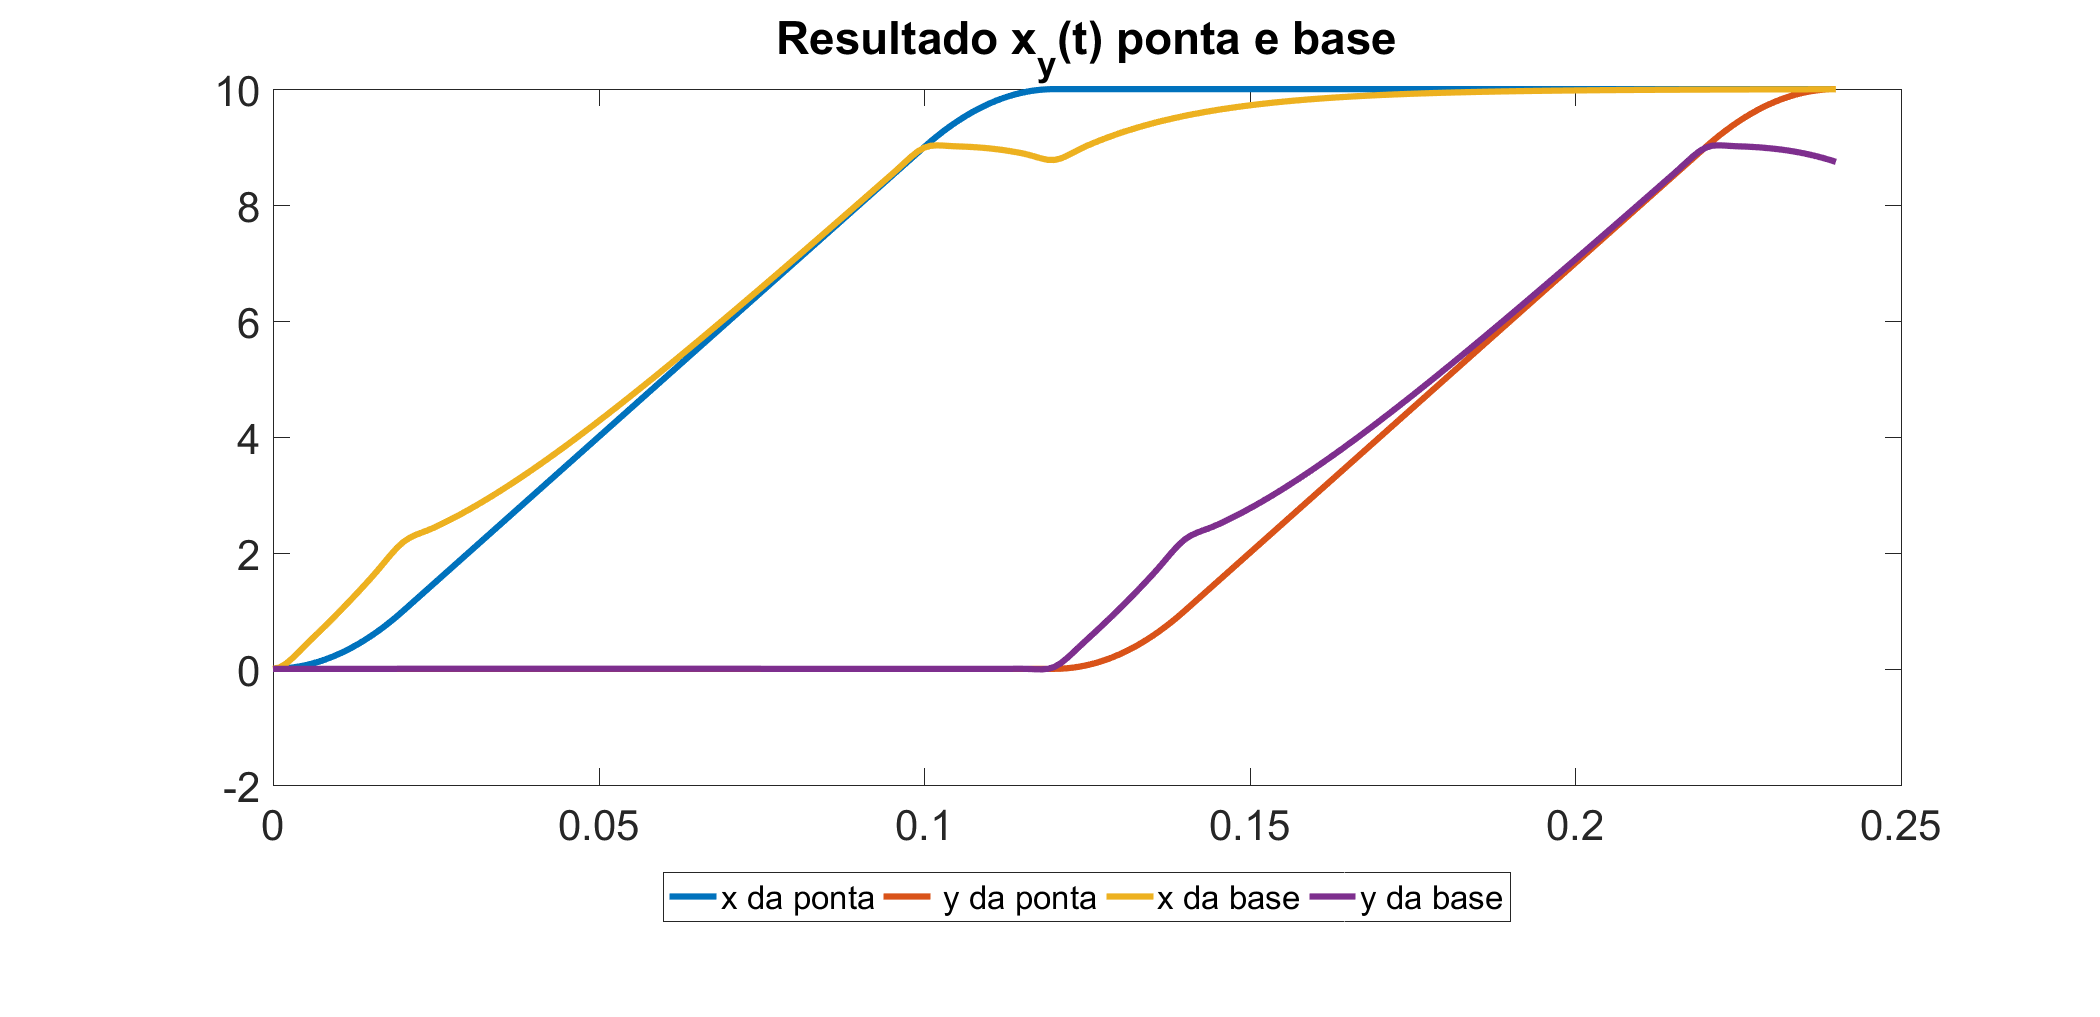 Resultado x_y(t) ponta e base
10
8
6
4
2
0
-2
0 0.05 0.1 0.15 0.2 0.25
x da ponta y da ponta x da base y da base